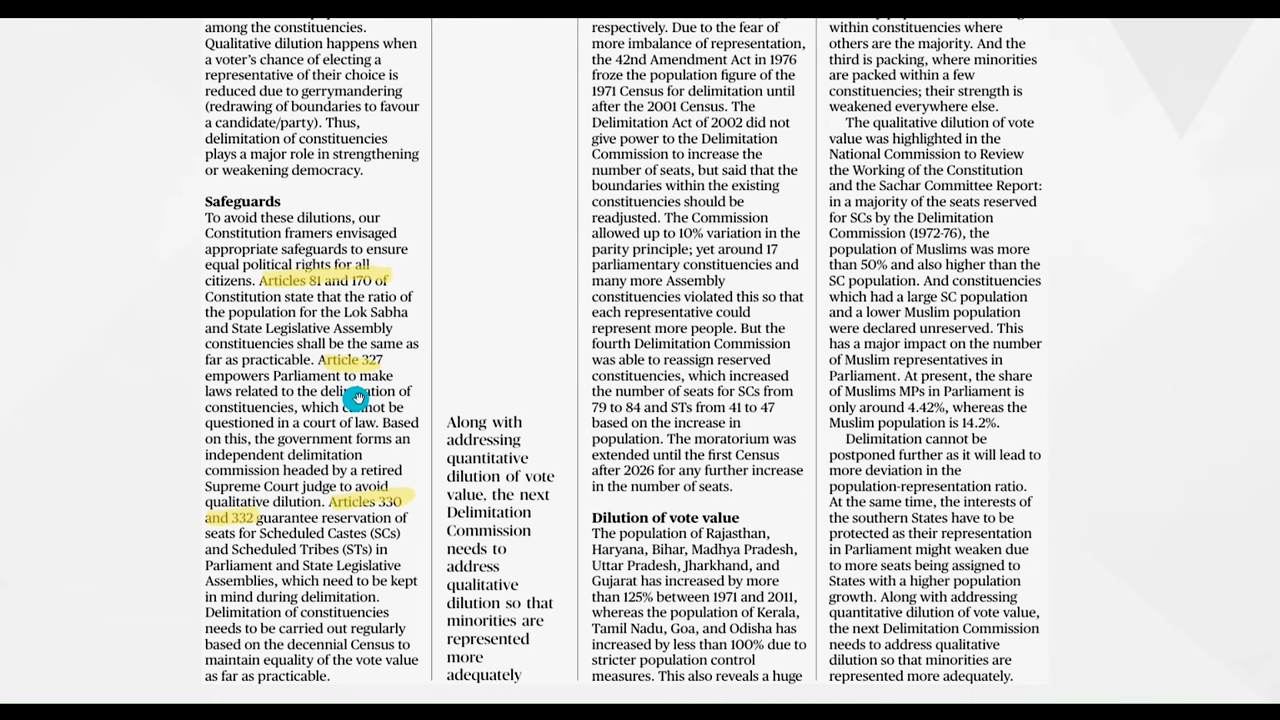 among the constituencies.
Qualitative dilution happens when
a voter's chance of electing a
representative of their choice is
reduced due to gerrymandering
(redrawing of boundaries to favour
a candidate/party). Thus,
delimitation of constituencies
plays a major role in strengthening
or weakening democracy.
Safeguards
To avoid these dilutions, our
Constitution framers envisaged
appropriate safeguards to ensure
equal political rights for all
citizens. Articles 81 and 170 of
Constitution state that the ratio of
the population for the Lok Sabha
and State Legislative Assembly
constituencies shall be the same as
far as practicable. Article 327
empowers Parliament to make
laws related to the of
constituencies, which be
questioned in a court of law. Based
on this, the government forms an
independent delimitation
commission headed by a retired
Supreme Court judge to avoid
qualitative dilution. Articles 330
and 332 guarantee reservation of
seats for Scheduled Castes (SCs)
and Scheduled Tribes (STs) in
Parliament and State Legislative
Assemblies, which need to be kept
in mind during delimitation.
Delimitation of constituencies
needs to be carried out regularly
based on the decennial Census to
maintain equality of the vote value
as far as practicable.
Along with
addressing
quantitative
dilution of vote
value, the next
Delimitation
Commission
needs to
address
qualitative
dilution so that
minorities are
represented
more
adequately
respectively. Due to the fear of
more imbalance of representation,
the 42nd Amendment Act in 1976
froze the population figure of the
1971 Census for delimitation until
after the 2001 Census. The
Delimitation Act of 2002 did not
give power to the Delimitation
Commission to increase the
number of seats, but said that the
boundaries within the existing
constituencies should be
readjusted. The Commission
allowed up to 10% variation in the
parity principle; yet around 17
parliamentary constituencies and
many more Assembly
constituencies violated this so that
each representative could
represent more people. But the
fourth Delimitation Commission
was able to reassign reserved
constituencies, which increased
the number of seats for SCs from
79 to 84 and STs from 41 to 47
based on the increase in
population. The moratorium was
extended until the first Census
after 2026 for any further increase
in the number of seats.
Dilution of vote value
The population of Rajasthan,
Haryana, Bihar, Madhya Pradesh,
Uttar Pradesh, Jharkhand, and
Gujarat has increased by more
than 125% between 1971 and 2011,
whereas the population of Kerala,
Tamil Nadu, Goa, and Odisha has
increased by less than 100% due to
stricter population control
measures. This also reveals a huge
within constituencies where
others are the majority. And the
third is packing, where minorities
are packed within a few
constituencies; their strength is
weakened everywhere else.
The qualitative dilution of vote
value was highlighted in the
National Commission to Review
the Working of the Constitution
and the Sachar Committee Report:
in a majority of the seats reserved
for SCs by the Delimitation
Commission (1972-76), the
population of Muslims was more
than 50% and also higher than the
SC population. And constituencies
which had a large SC population
and a lower Muslim population
were declared unreserved. This
has a major impact on the number
of Muslim representatives in
Parliament. At present, the share
of Muslims MPs in Parliament is
only around 4.42%, whereas the
Muslim population is 14.2%.
Delimitation cannot be
postponed further as it will lead to
more deviation in the
population-representation ratio.
At the same time, the interests of
the southern States have to be
protected as their representation
in Parliament might weaken due
to more seats being assigned to
States with a higher population
growth. Along with addressing
quantitative dilution of vote value,
the next Delimitation Commission
needs to address qualitative
dilution so that minorities are
represented more adequately.